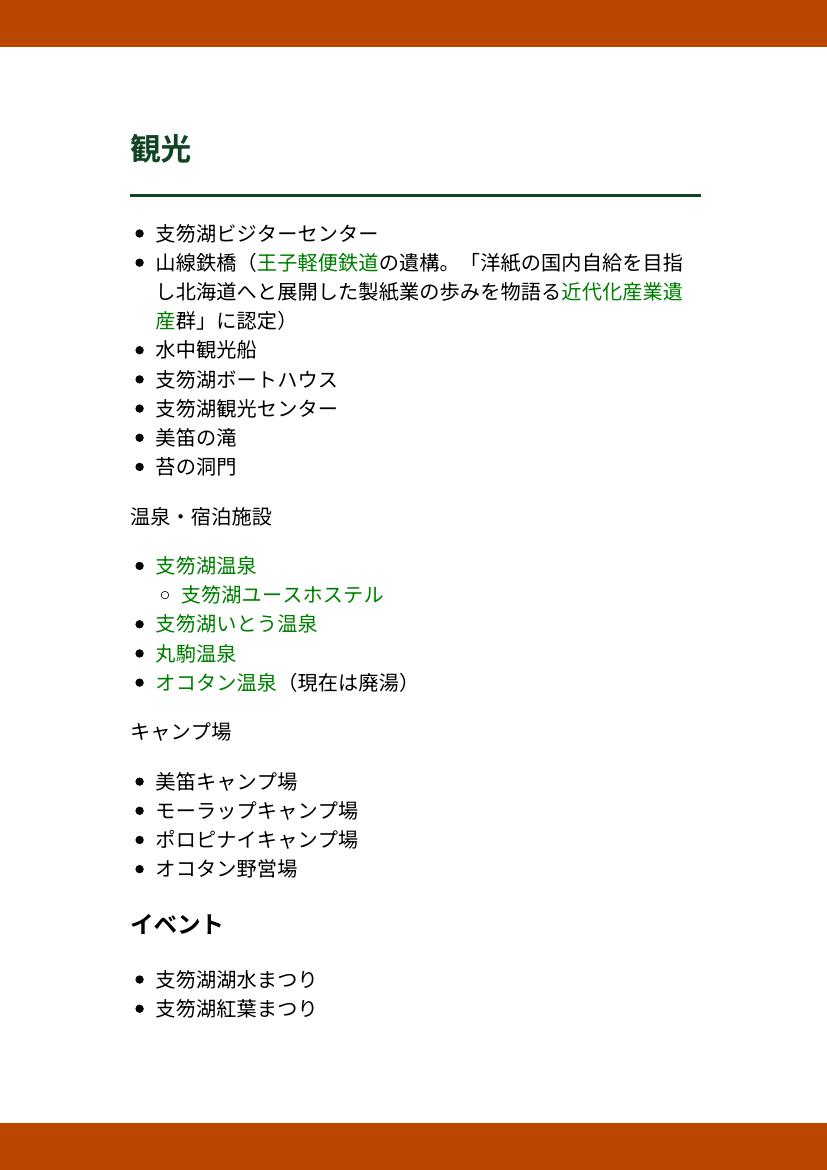 観光
支笏湖ビジターセンター
山線鉄橋（王子軽便鉄道の遺構。「洋紙の国内自給を目指
し北海道へと展開した製紙業の歩みを物語る近代化産業遺
産群」に認定）
水中観光船
支笏湖ボートハウス
支笏湖観光センター
美笛の滝
苔の洞門
温泉・宿泊施設
支笏湖温泉
支笏湖ユースホステル
支笏湖いとう温泉
丸駒温泉
オコタン温泉（現在は廃湯）
キャンプ場
美笛キャンプ場
モーラップキャンプ場
ポロピナイキャンプ場
オコタン野営場
イベント
支笏湖湖水まつり
支笏湖紅葉まつり